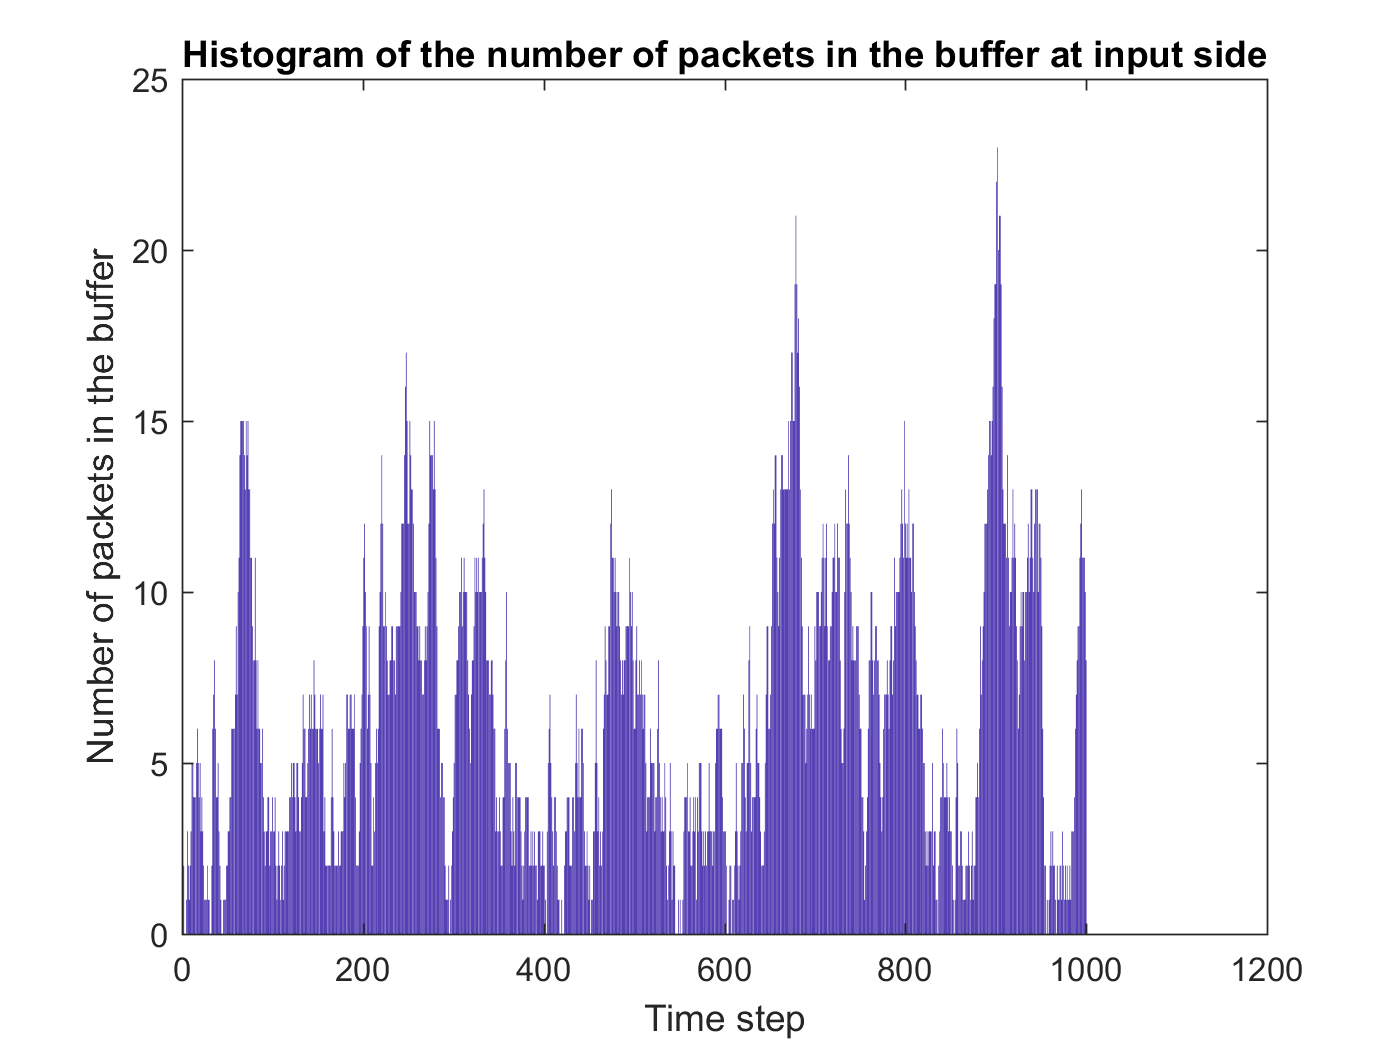 Histogram of the number of packets in the buffer at input side
25
20
15
10
5
0
Number of packets in the buffer
0 200 400 600 800 1000 1200
Time step